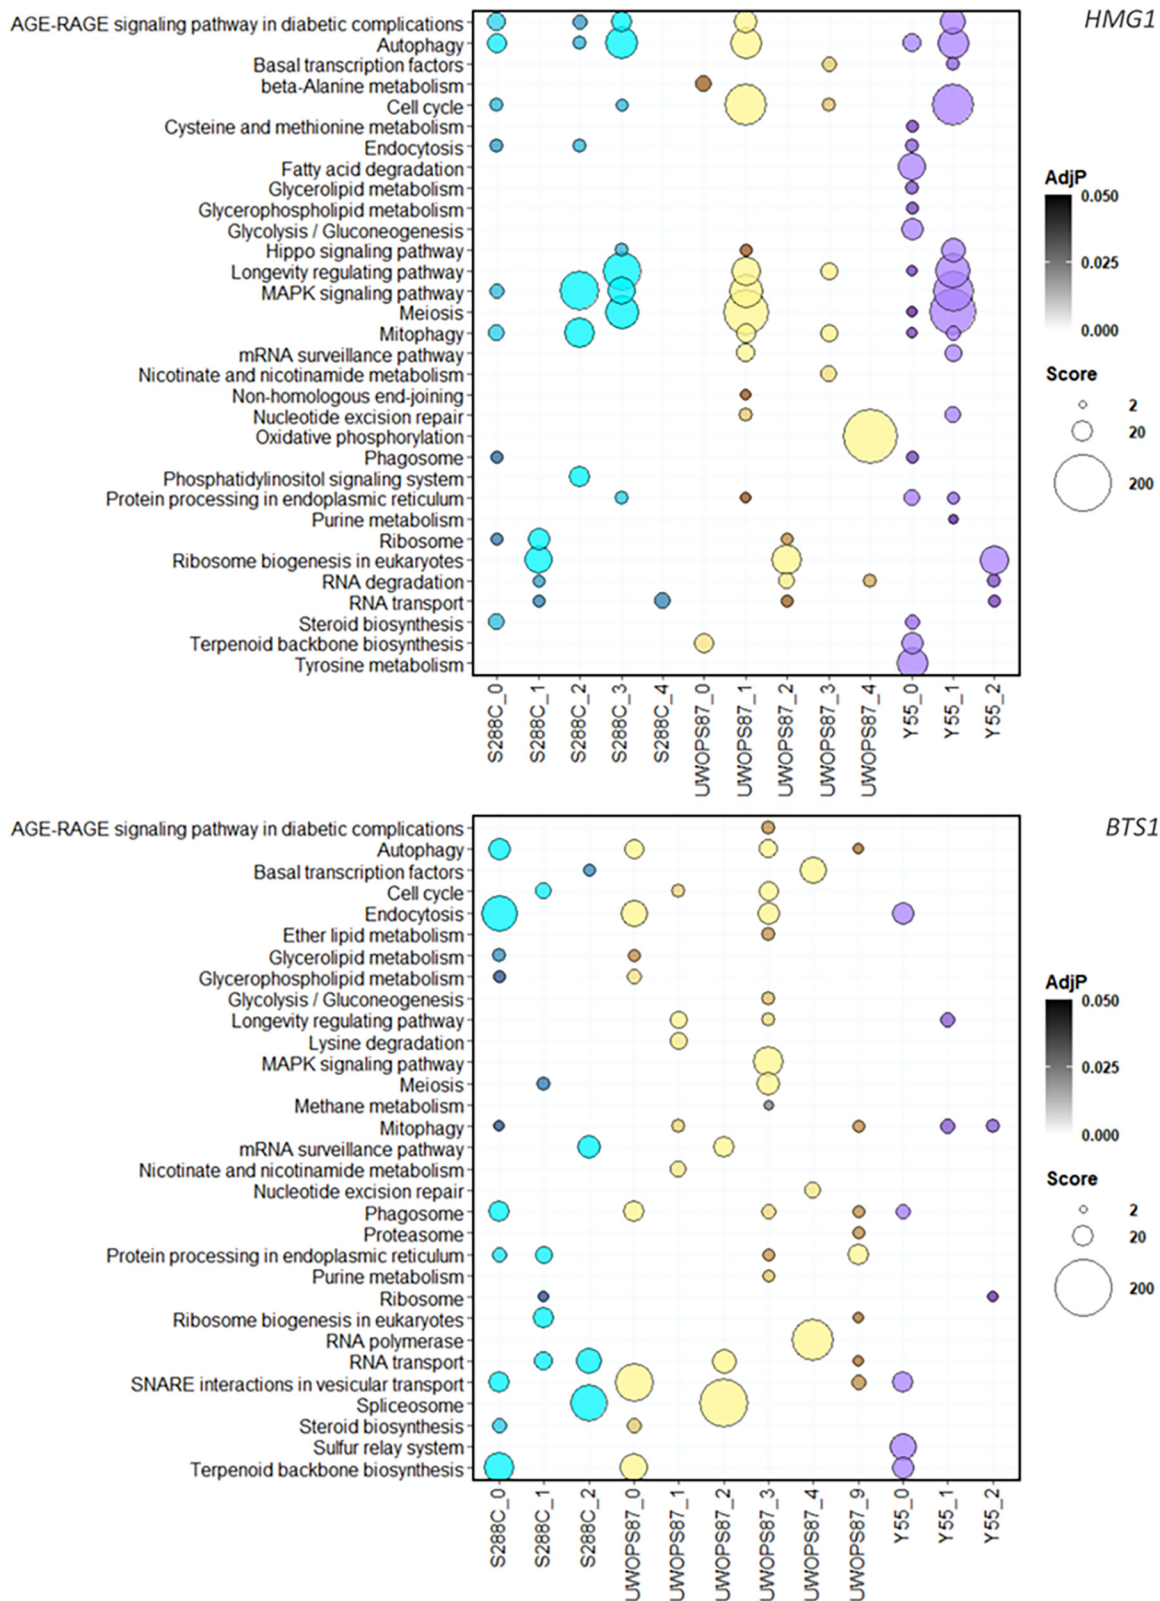 HMG1
AGE-RAGE signaling pathway in diabetic complications
Autophagy
Basal transcription factors
beta-Alanine metabolism
Cell cycle
Cysteine and methionine metabolism
Endocytosis
Fatty acid degradation
Glycerolipid metabolism
Glycerophospholipid metabolism
Glycolysis / Gluconeogenesis
Hippo signaling pathway
Longevity regulating pathway
MAPK signaling pathway
Meiosis
Mitophagy
mRNA surveillance pathway
Nicotinate and nicotinamide metabolism
Non-homologous end-joining
Nucleotide excision repair
Oxidative phosphorylation
Phagosome
Phosphatidylinositol signaling system
Protein processing in endoplasmic reticulum
Purine metabolism
Ribosome
Ribosome biogenesis in eukaryotes
RNA degradation
RNA transport
Steroid biosynthesis
Terpenoid backbone biosynthesis
Tyrosine metabolism
S288C_0
S288C_1
S288C_2
S288C_3
S288C_4
UWOPS87_0
UWOPS87_1
UWOPS87_2
UWOPS87_3
UWOPS87_4
Y55_0
Y55_1
Y55_2
AdjP
0.050
0.025
0.000
Score
2
20
200
BTS1
AGE-RAGE signaling pathway in diabetic complications
Autophagy
Basal transcription factors
Cell cycle
Endocytosis
Ether lipid metabolism
Glycerolipid metabolism
Glycerophospholipid metabolism
Glycolysis / Gluconeogenesis
Longevity regulating pathway
Lysine degradation
MAPK signaling pathway
Meiosis
Methane metabolism
Mitophagy
mRNA surveillance pathway
Nicotinate and nicotinamide metabolism
Nucleotide excision repair
Phagosome
Proteasome
Protein processing in endoplasmic reticulum
Purine metabolism
Ribosome
Ribosome biogenesis in eukaryotes
RNA polymerase
RNA transport
SNARE interactions in vesicular transport
Spliceosome
Steroid biosynthesis
Sulfur relay system
Terpenoid backbone biosynthesis
S288C_0
S288C_1
S288C_2
UWOPS87_0
UWOPS87_1
UWOPS87_2
UWOPS87_3
UWOPS87_4
UWOPS87_9
Y55_0
Y55_1
Y55_2
AdjP
0.050
0.025
0.000
Score
2
20
200